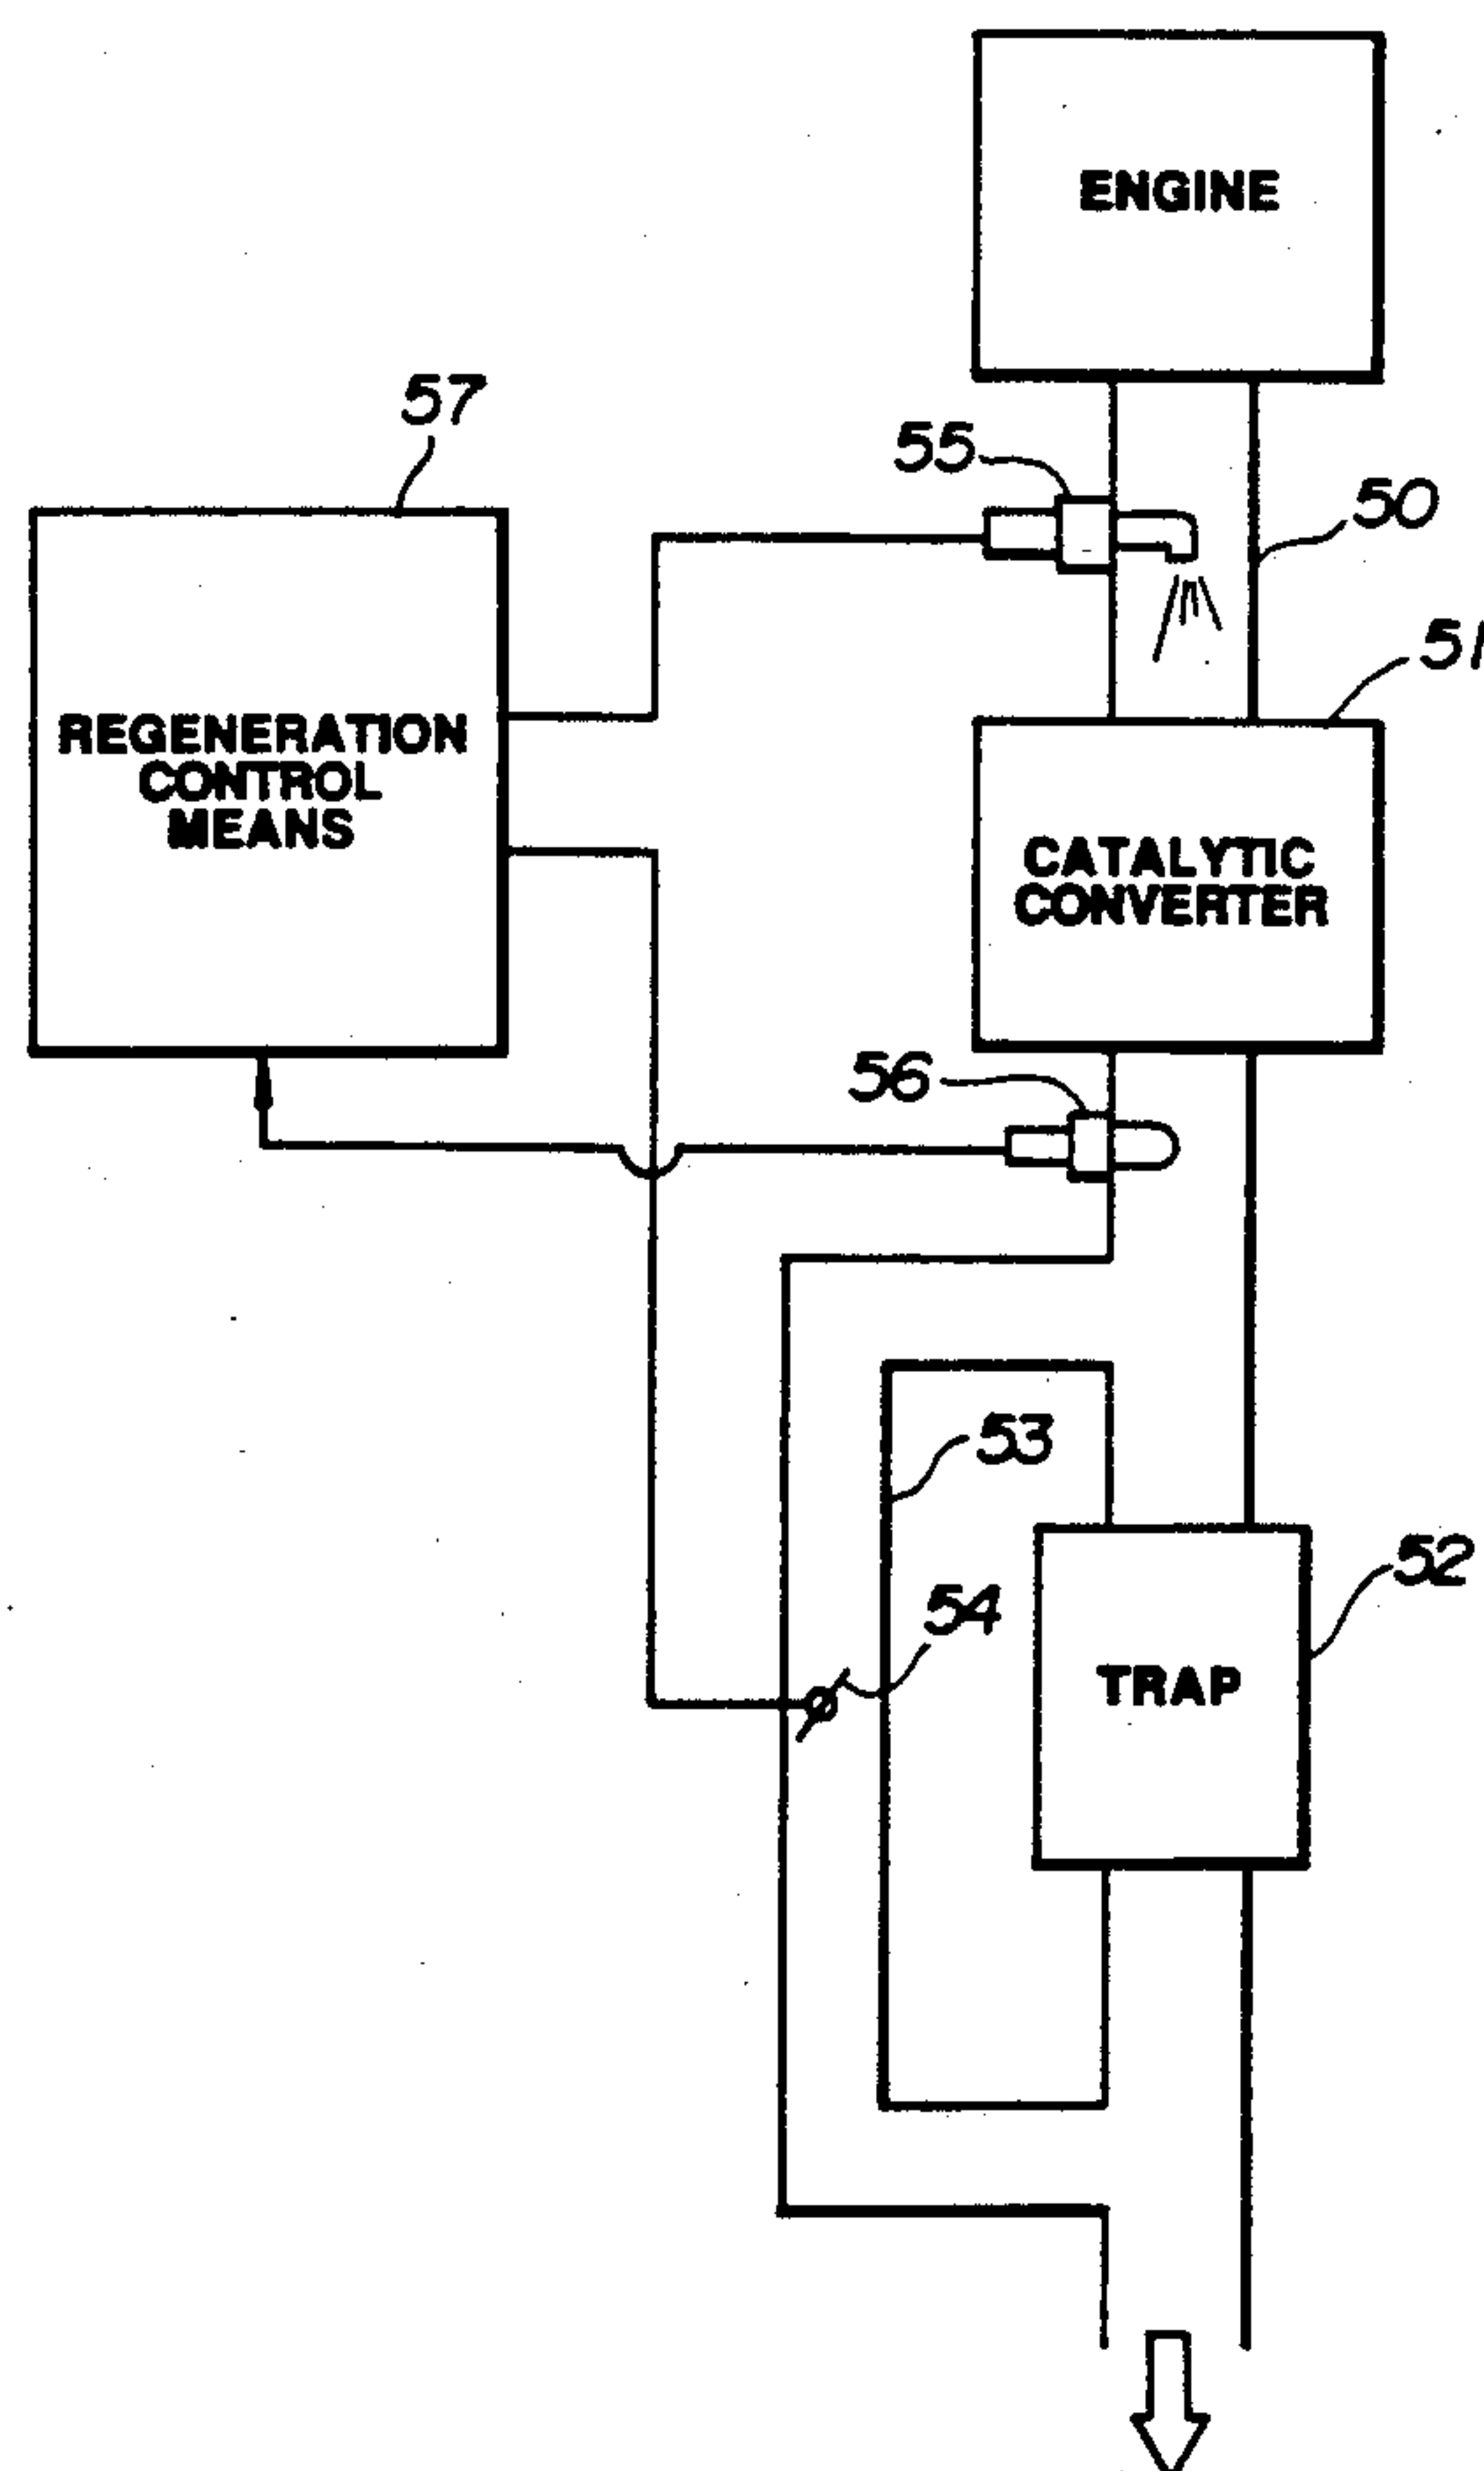 ENGINE
57
55
50
51
REGENERATION
CONTROL
MEANS
CATALYTIC
CONVERTER
56
53
52
54
TRAP